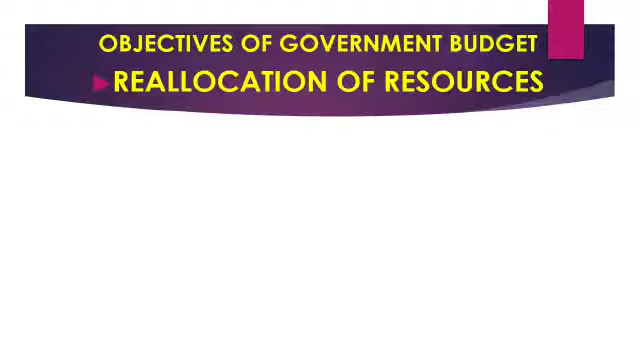 OBJECTIVES OF GOVERNMENT BUDGET
REALLOCATION OF RESOURCES